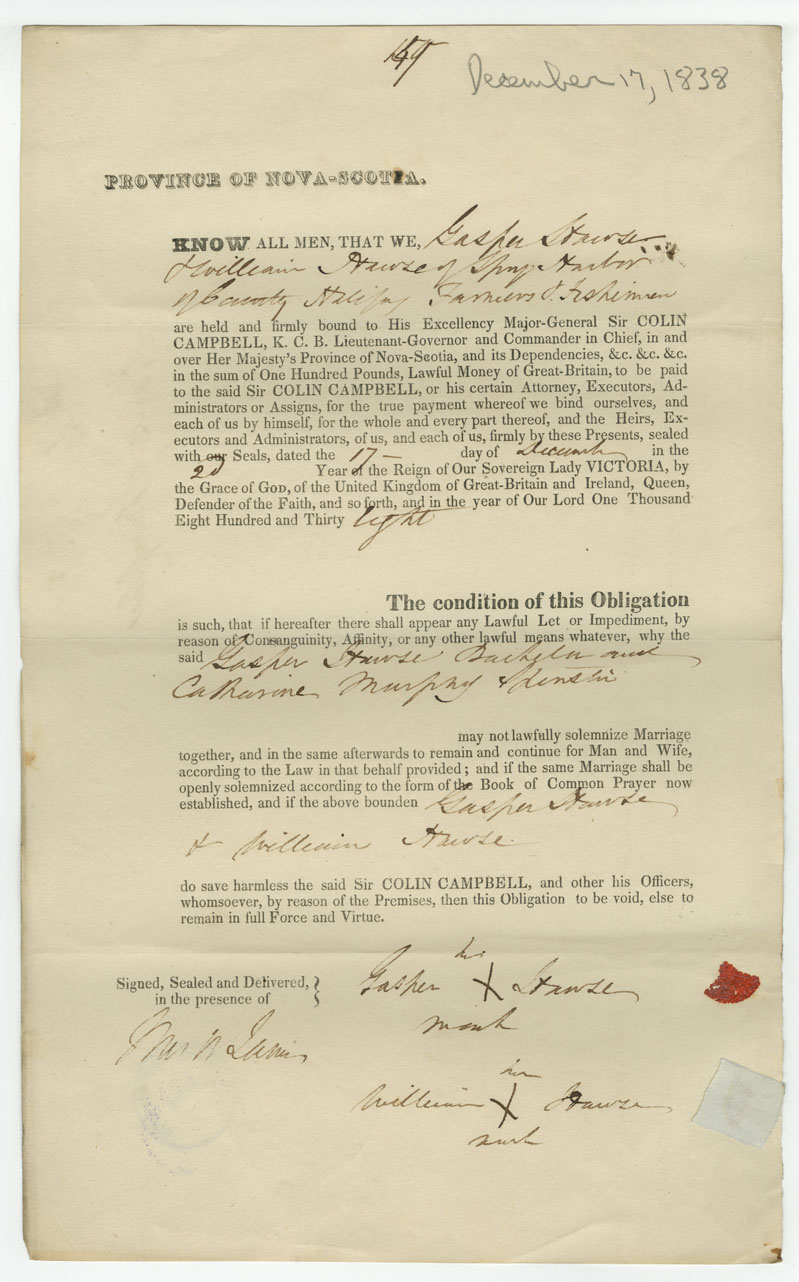 December 17, 1838
PROVINCE OF NOVA-SCOTIA.
KNOW ALL MEN, THAT WE, Gasper Hawse
& William Hawse of Spry Harbor
of County Halifax Farmers & Fishermen
are held and firmly bound to His Excellency Major-General Sir COLIN
CAMPBELL, K. C. B. Lieutenant-Governor and Commander in Chief, in and
over Her Majesty's Province of Nova-Scotia, and its Dependencies, &c. &c. &c.
in the sum of One Hundred Pounds, Lawful Money of Great-Britain, to be paid
to the said Sir COLIN CAMPBELL, or his certain Attorney, Executors, Ad-
ministrators or Assigns, for the true payment whereof we bind ourselves, and
each of us by himself, for the whole and every part thereof, and the Heirs, Ex-
ecutors and Administrators, of us, and each of us, firmly by these Presents, sealed
with our Seals, dated the 17 – day of December in the
2d Year of the Reign of Our Sovereign Lady VICTORIA, by
the Grace of GOD, of the United Kingdom of Great-Britain and Ireland, Queen,
Defender of the Faith, and so forth, and in the year of Our Lord One Thousand
Eight Hundred and Thirty eight
The condition of this Obligation
is such, that if hereafter there shall appear any Lawful Let or Impediment, by
reason of Consanguinity, Affinity, or any other lawful means whatever, why the
said Gasper Hawse Bachelor and
Catharine Murphy Spinster
may not lawfully solemnize Marriage
together, and in the same afterwards to remain and continue for Man and Wife,
according to the Law in that behalf provided; and if the same Marriage shall be
openly solemnized according to the form of the Book of Common Prayer now
established, and if the above bounden Gasper Hawse
& William Hawse
do save harmless the said Sir COLIN CAMPBELL, and other his Officers,
whomsoever, by reason of the Premises, then this Obligation to be void, else to
remain in full Force and Virtue.
Signed, Sealed and Delivered,
in the presence of
his
Gasper X Hawse
mark
his
William X Hawse
mark